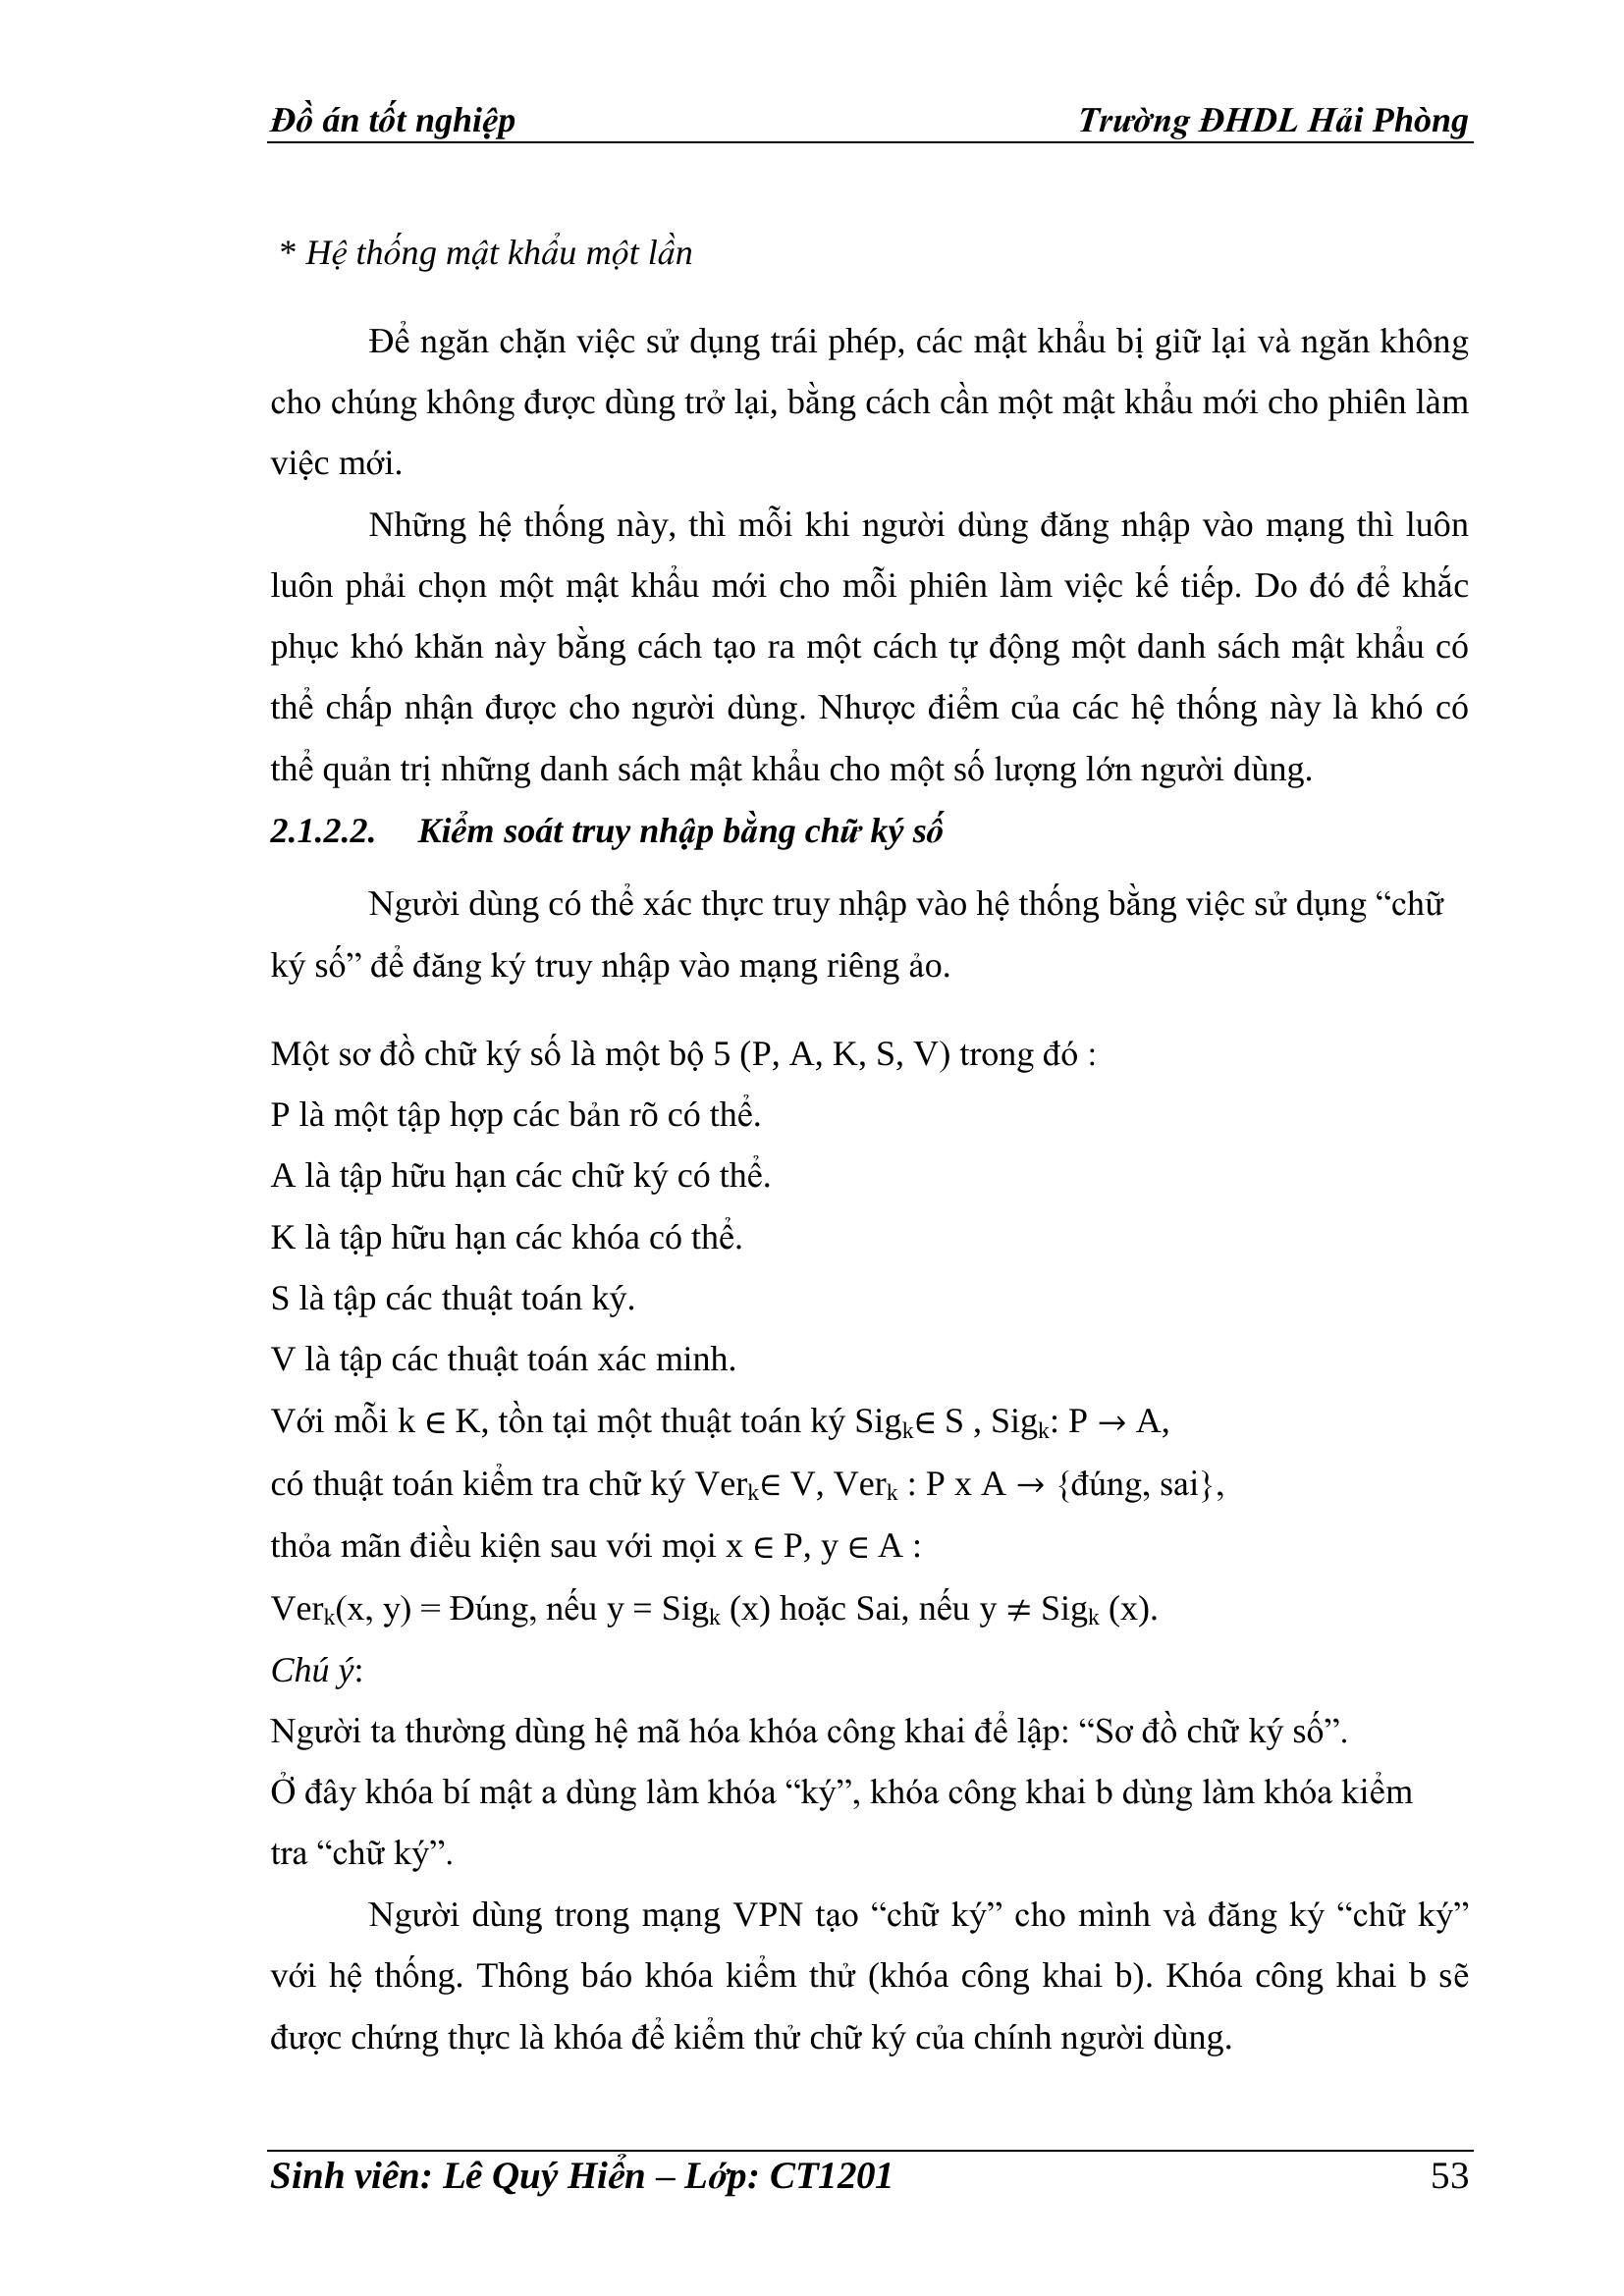 Đồ án tốt nghiệp Trường ĐHDL Hải Phòng
* Hệ thống mật khẩu một lần
Để ngăn chặn việc sử dụng trái phép, các mật khẩu bị giữ lại và ngăn không
cho chúng không được dùng trở lại, bằng cách cần một mật khẩu mới cho phiên làm
việc mới.
Những hệ thống này, thì mỗi khi người dùng đăng nhập vào mạng thì luôn
luôn phải chọn một mật khẩu mới cho mỗi phiên làm việc kế tiếp. Do đó để khắc
phục khó khăn này bằng cách tạo ra một cách tự động một danh sách mật khẩu có
thể chấp nhận được cho người dùng. Nhược điểm của các hệ thống này là khó có
thể quản trị những danh sách mật khẩu cho một số lượng lớn người dùng.
2.1.2.2. Kiểm soát truy nhập bằng chữ ký số
Người dùng có thể xác thực truy nhập vào hệ thống bằng việc sử dụng “chữ
ký số” để đăng ký truy nhập vào mạng riêng ảo.
Một sơ đồ chữ ký số là một bộ 5 (P, A, K, S, V) trong đó :
P là một tập hợp các bản rõ có thể.
A là tập hữu hạn các chữ ký có thể.
K là tập hữu hạn các khóa có thể.
S là tập các thuật toán ký.
V là tập các thuật toán xác minh.
Với mỗi k ∈ K, tồn tại một thuật toán ký Sigₖ∈ S , Sigₖ: P → A,
có thuật toán kiểm tra chữ ký Verₖ∈ V, Verₖ : P x A → {đúng, sai},
thỏa mãn điều kiện sau với mọi x ∈ P, y ∈ A :
Verₖ(x, y) = Đúng, nếu y = Sigₖ (x) hoặc Sai, nếu y ≠ Sigₖ (x).
Chú ý:
Người ta thường dùng hệ mã hóa khóa công khai để lập: “Sơ đồ chữ ký số”.
Ở đây khóa bí mật a dùng làm khóa “ký”, khóa công khai b dùng làm khóa kiểm
tra “chữ ký”.
Người dùng trong mạng VPN tạo “chữ ký” cho mình và đăng ký “chữ ký”
với hệ thống. Thông báo khóa kiểm thử (khóa công khai b). Khóa công khai b sẽ
được chứng thực là khóa để kiểm thử chữ ký của chính người dùng.
Sinh viên: Lê Quý Hiển – Lớp: CT1201 53